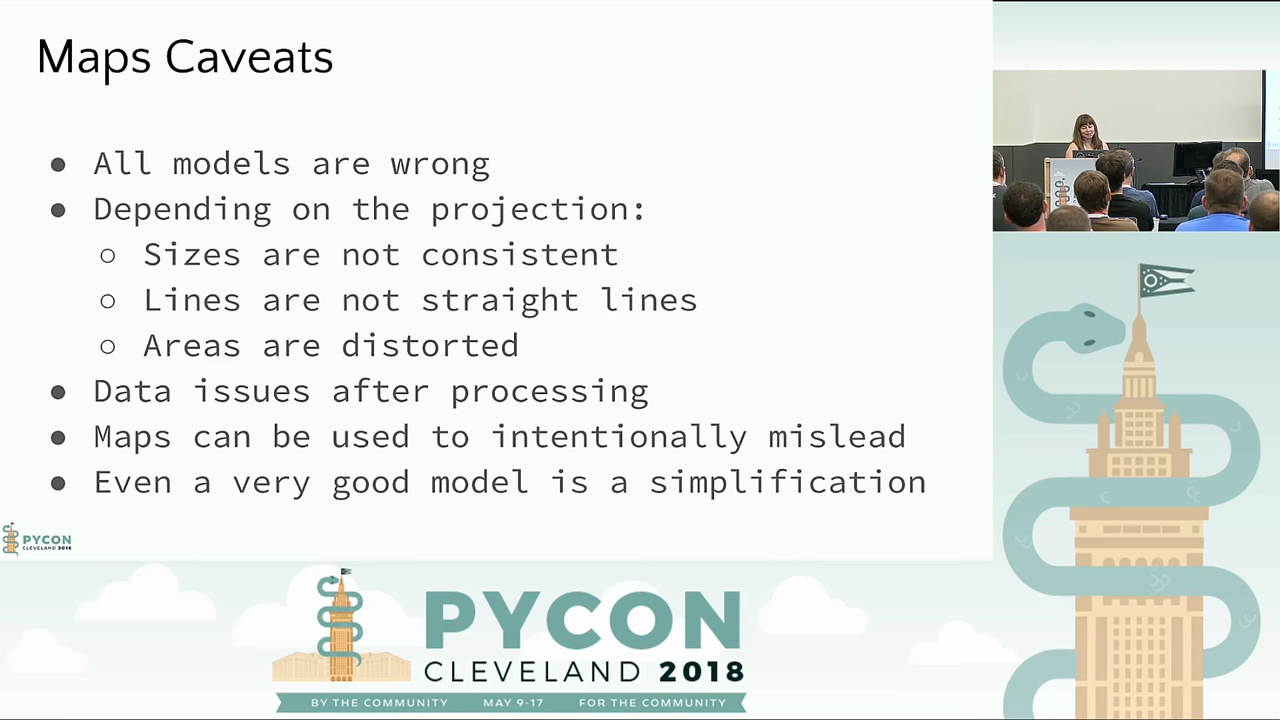 Maps Caveats
● All models are wrong
● Depending on the projection:
○ Sizes are not consistent
○ Lines are not straight lines
○ Areas are distorted
● Data issues after processing
● Maps can be used to intentionally mislead
● Even a very good model is a simplification
PYCON
CLEVELAND 2018
PYCON
CLEVELAND 2018
BY THE COMMUNITY MAY 9-17 FOR THE COMMUNITY